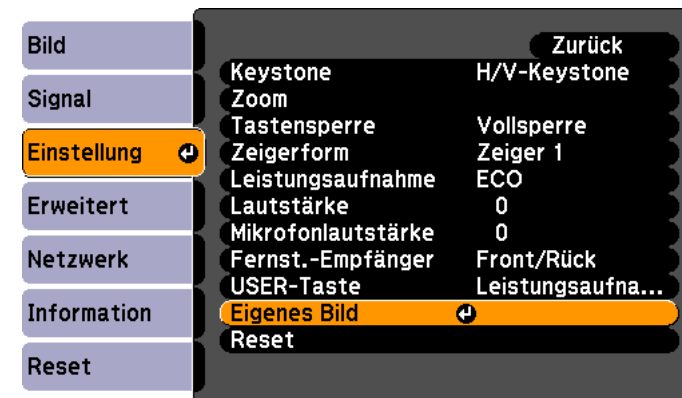 Bild
Signal
Einstellung
Erweitert
Netzwerk
Information
Reset
Zurück
Keystone H/V-Keystone
Zoom
Tastensperre Vollsperre
Zeigerform Zeiger 1
Leistungsaufnahme ECO
Lautstärke 0
Mikrofonlautstärke 0
Fernst.-Empfänger Front/Rück
USER-Taste Leistungsaufna...
Eigenes Bild
Reset